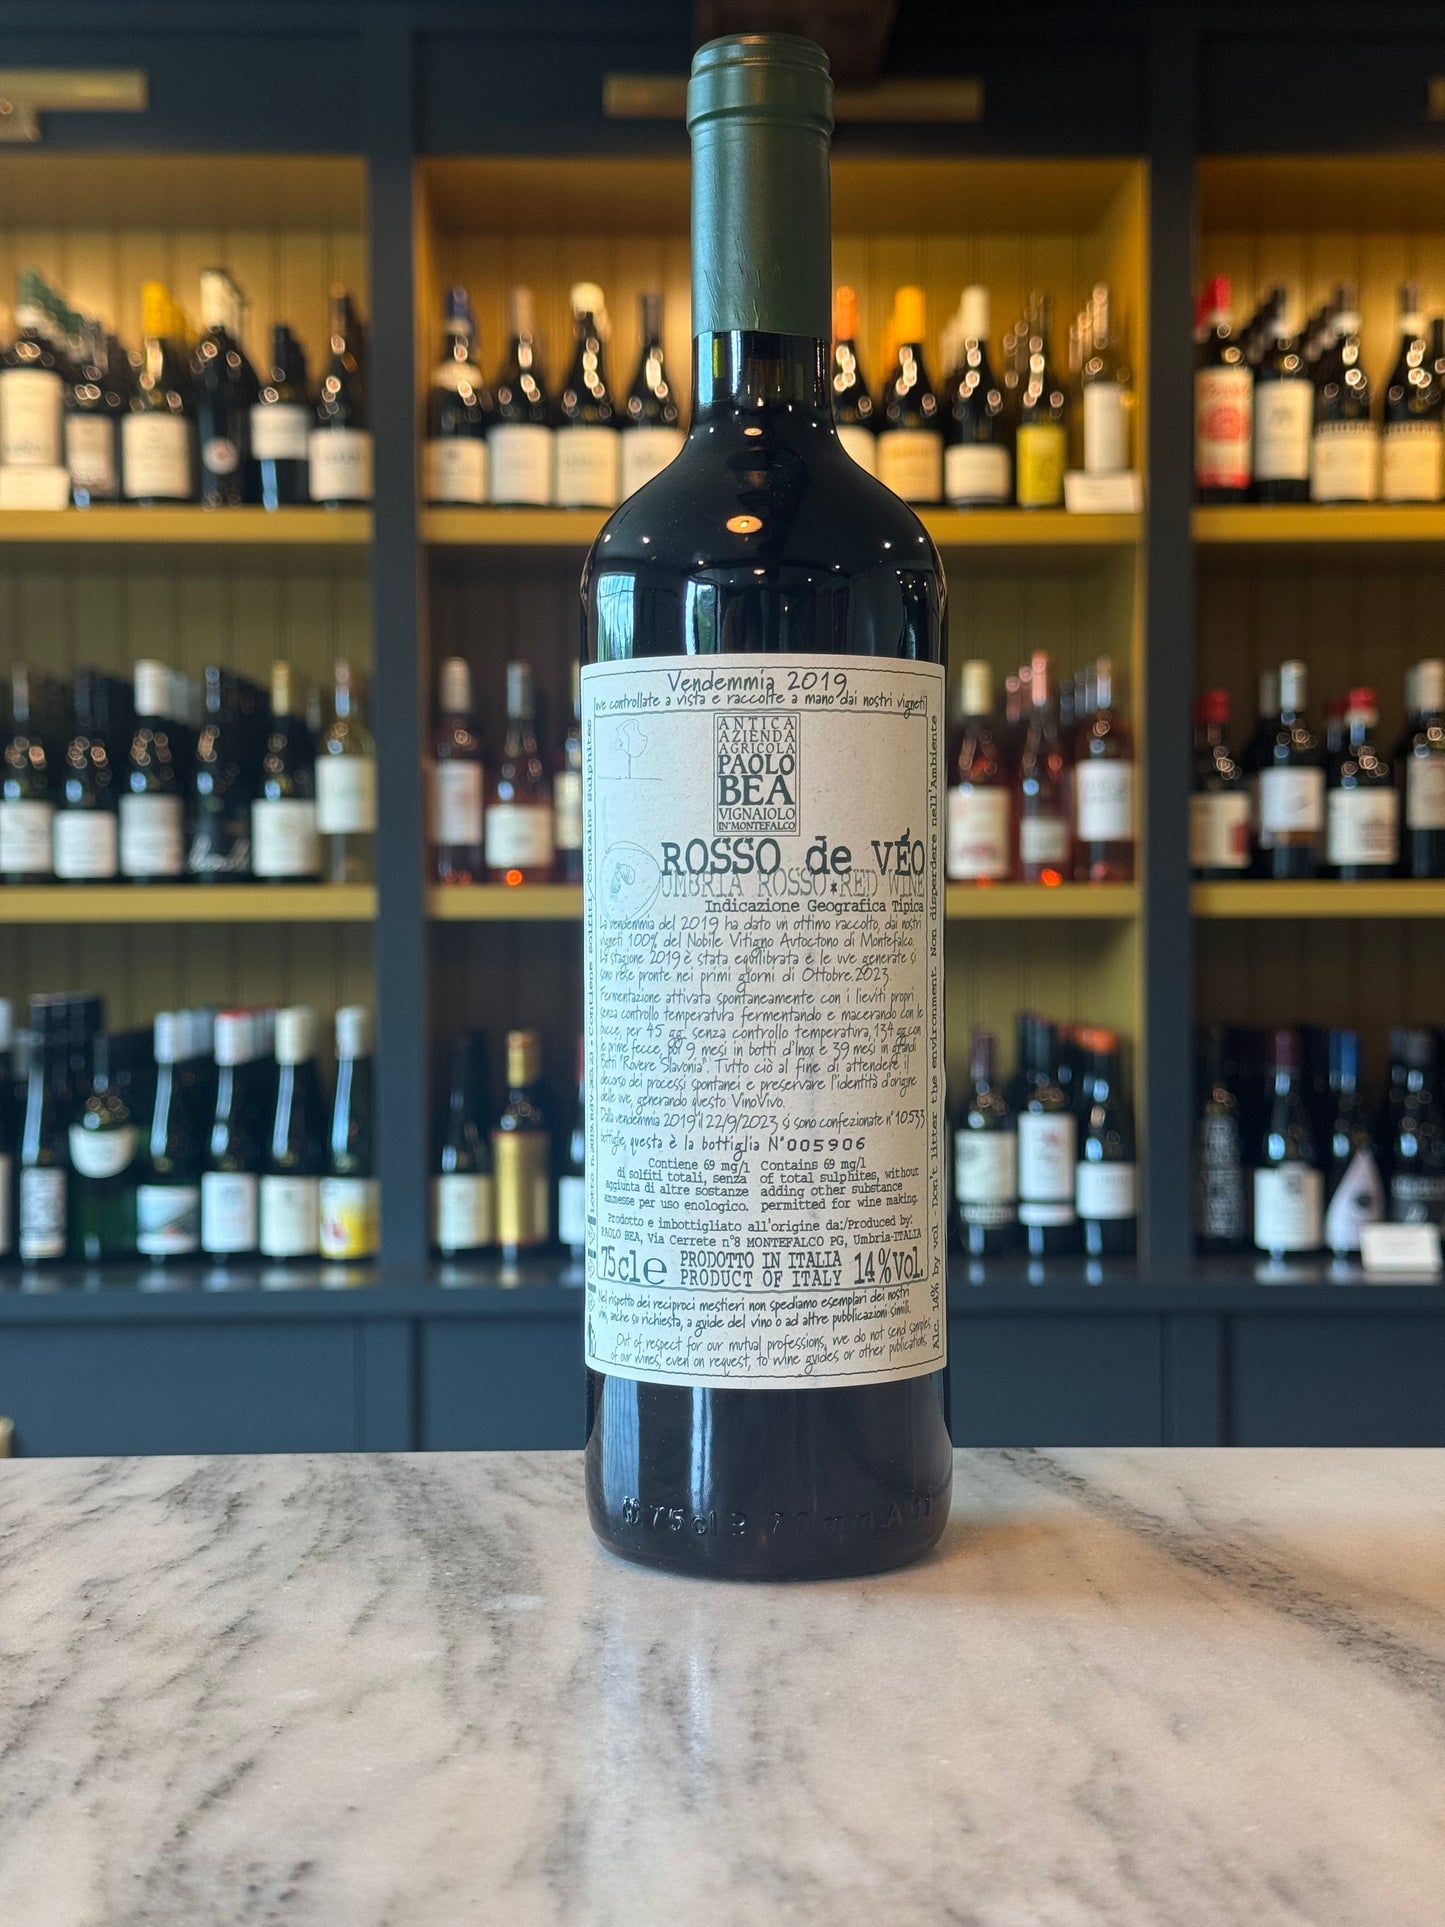 Vendemmia 2019
uve controllate a vista e raccolte a mano dai nostri vigneti
ANTICA
AZIENDA
AGRICOLA
PAOLO
BEA
VIGNAIOLO
IN MONTEFALCO
ROSSO de VÉO
UMBRIA ROSSO * RED WINE
Indicazione Geografica Tipica
La vendemmia del 2019 ha dato un ottimo raccolto, dai nostri
vigneti 100% del Nobile Vitigno Autoctono di Montefalco.
La stagione 2019 è stata equilibrata e le uve generate si
sono rese pronte nei primi giorni di Ottobre.2023.
Fermentazione attivata spontaneamente con i lieviti propri
senza controllo temperatura fermentando e macerando con le
bucce, per 45 gg. senza controllo temperatura, 134 gg con
e prime fecce, poi 9 mesi in botti d'Inox e 39 mesi in grandi
Botti "Rovere Slavonia". Tutto ciò al fine di attendere il
decorso dei processi spontanei e preservare l'identità d'origine
delle uve, generando questo VinoVivo.
Dalla vendemmia 2019 il 22/9/2023 si sono confezionate n° 10533
bottiglie, questa è la bottiglia N°005906
Contiene 69 mg/l
di solfiti totali, senza
aggiunta di altre sostanze
ammesse per uso enologico.
Contains 69 mg/l
of total sulphites, without
adding other substance
permitted for wine making.
Prodotto e imbottigliato all'origine da:/Produced by:
PAOLO BEA, Via Cerrete n°8 MONTEFALCO PG, Umbria-ITALIA
75cl e PRODOTTO IN ITALIA 14%Vol.
PRODUCT OF ITALY
Nel rispetto dei reciproci mestieri non spediamo esemplari dei nostri
vini, anche su richiesta, a guide del vino o ad altre pubblicazioni simili.
Out of respect for our mutual professions, we do not send samples
of our wines, even on request, to wine guides or other publications
Contiene solfiti, Contains Sulphites
Alc. 14% by vol. Don't litter the environment. Non disperdere nell'Ambiente
75cl